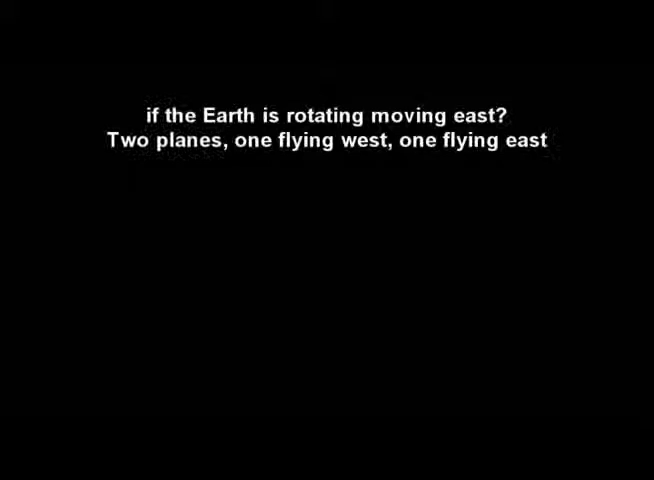 if the Earth is rotating moving east?
Two planes, one flying west, one flying east